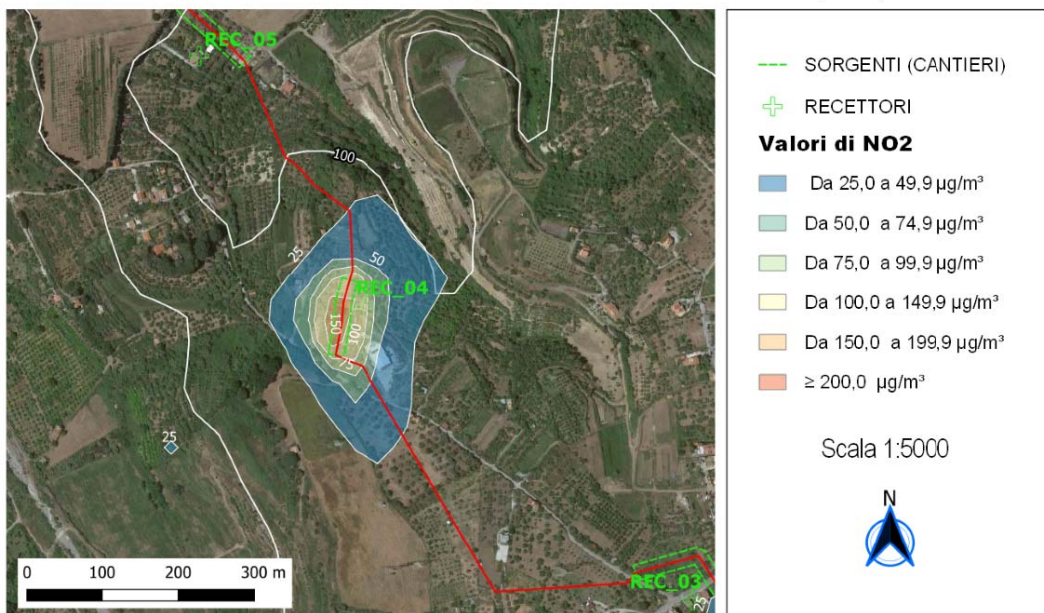 REC_05
100
25
50
REC_04
150
100
75
25
REC_03
25
0 100 200 300 m
SORGENTI (CANTIERI)
RECETTORI
Valori di NO2
Da 25,0 a 49,9 µg/m³
Da 50,0 a 74,9 µg/m³
Da 75,0 a 99,9 µg/m³
Da 100,0 a 149,9 µg/m³
Da 150,0 a 199,9 µg/m³
≥ 200,0 µg/m³
Scala 1:5000
N